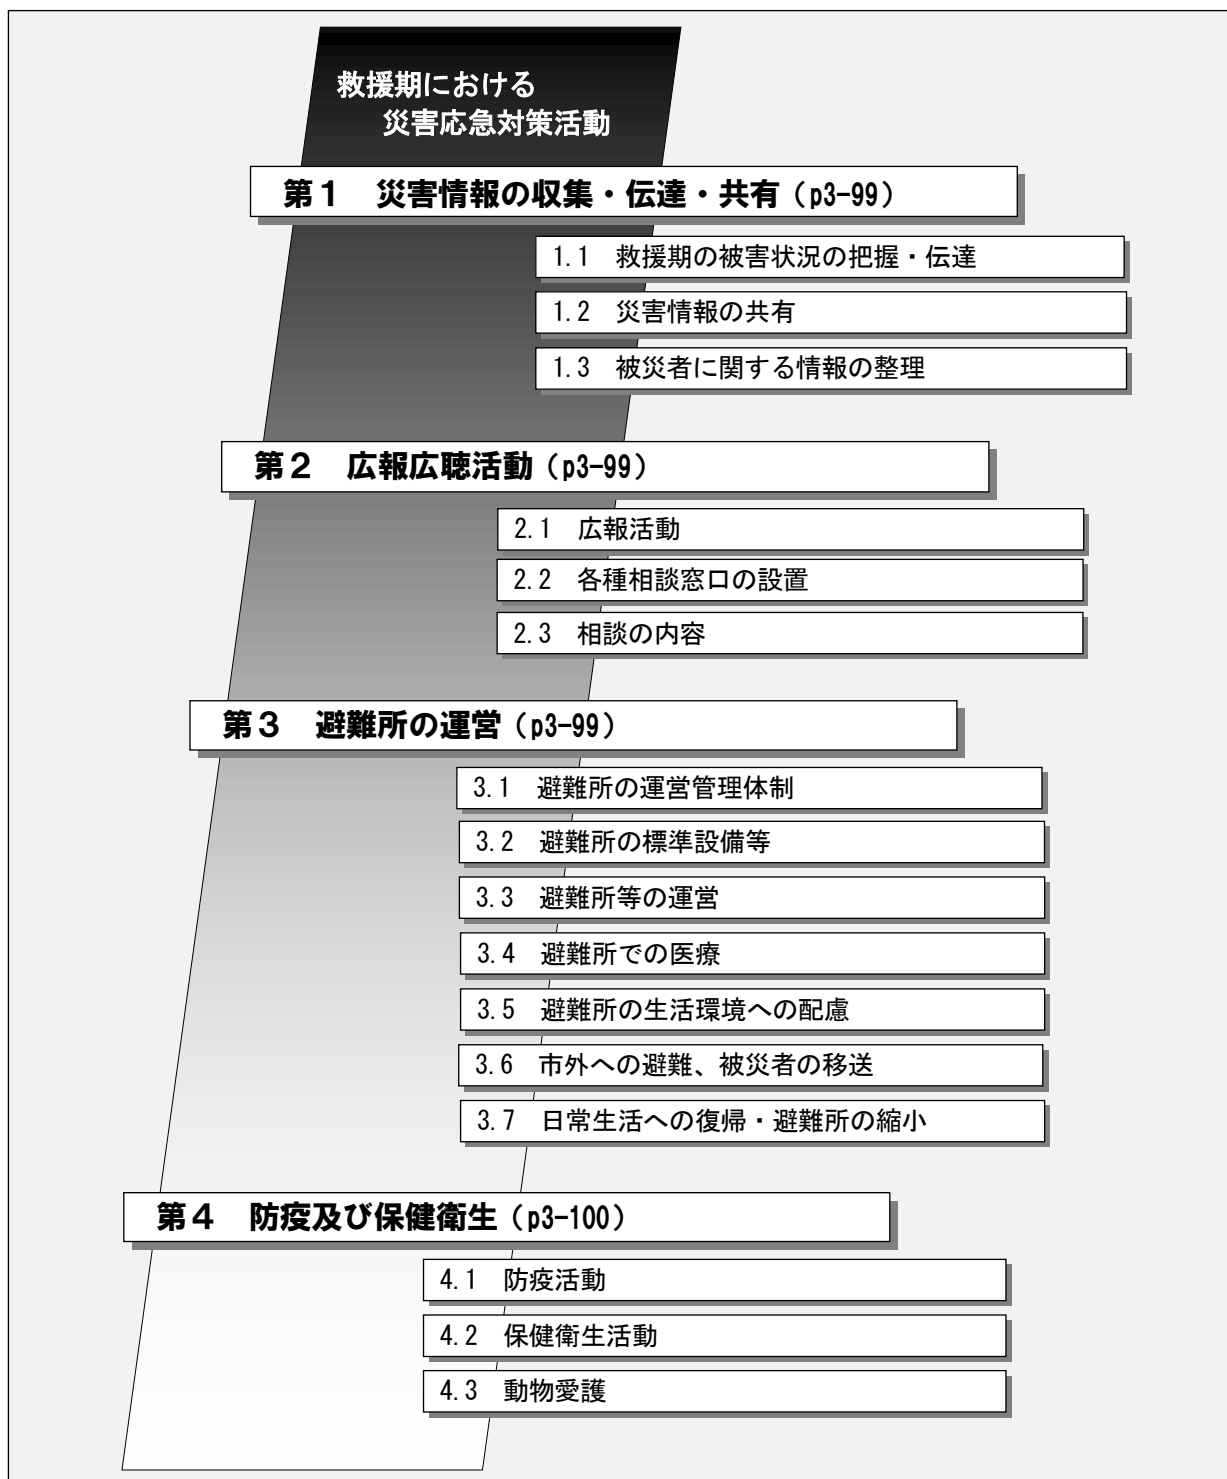 救援期における
災害応急対策活動
第1　災害情報の収集・伝達・共有（p3-99）
1.1　救援期の被害状況の把握・伝達
1.2　災害情報の共有
1.3　被災者に関する情報の整理
第2　広報広聴活動（p3-99）
2.1　広報活動
2.2　各種相談窓口の設置
2.3　相談の内容
第3　避難所の運営（p3-99）
3.1　避難所の運営管理体制
3.2　避難所の標準設備等
3.3　避難所等の運営
3.4　避難所での医療
3.5　避難所の生活環境への配慮
3.6　市外への避難、被災者の移送
3.7　日常生活への復帰・避難所の縮小
第4　防疫及び保健衛生（p3-100）
4.1　防疫活動
4.2　保健衛生活動
4.3　動物愛護